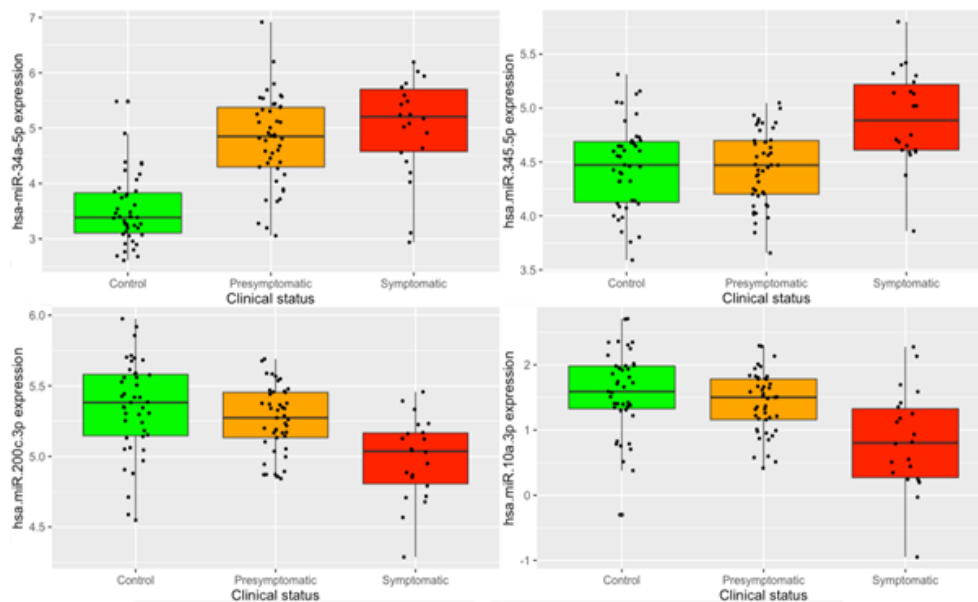 hsa-miR-34a-5p expression
7
6
5
4
3
Control Presymptomatic Symptomatic
Clinical status
hsa.miR.345.5p expression
5.5
5.0
4.5
4.0
3.5
Control Presymptomatic Symptomatic
Clinical status
hsa.miR.200c.3p expression
6.0
5.5
5.0
4.5
Control Presymptomatic Symptomatic
Clinical status
hsa.miR.10a.3p expression
2
1
0
-1
Control Presymptomatic Symptomatic
Clinical status